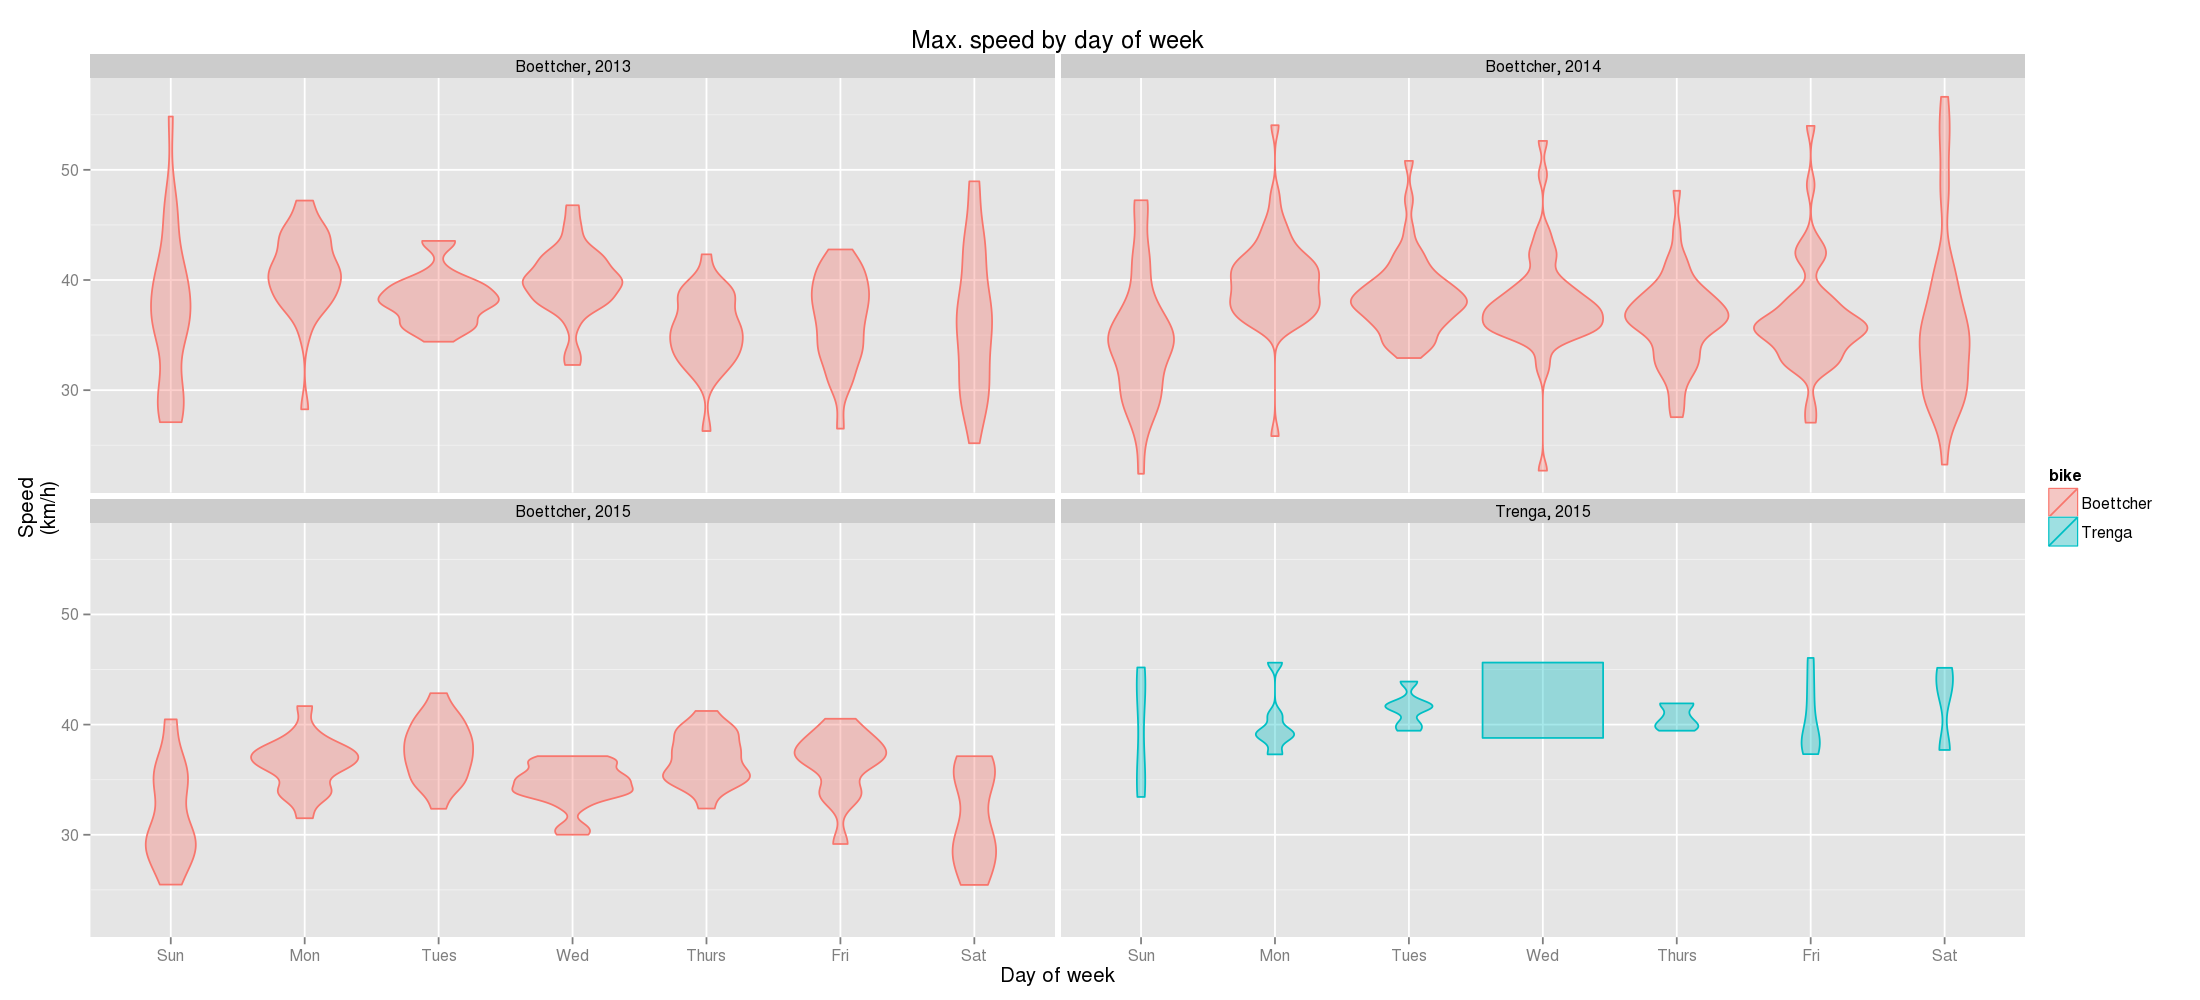 Max. speed by day of week
Boettcher, 2013
Boettcher, 2014
50
40
30
Speed
(km/h)
Boettcher, 2015
Trenga, 2015
50
40
30
Sun Mon Tues Wed Thurs Fri Sat
Sun Mon Tues Wed Thurs Fri Sat
Day of week
bike
Boettcher
Trenga